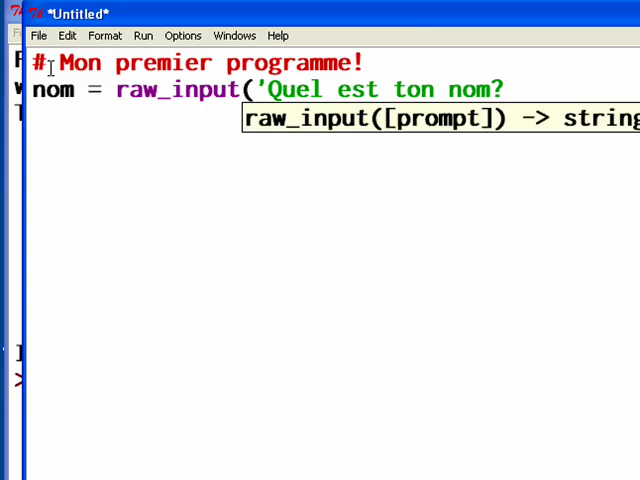 *Untitled*
File Edit Format Run Options Windows Help
# Mon premier programme!
nom = raw_input('Quel est ton nom?
raw_input([prompt]) -> string